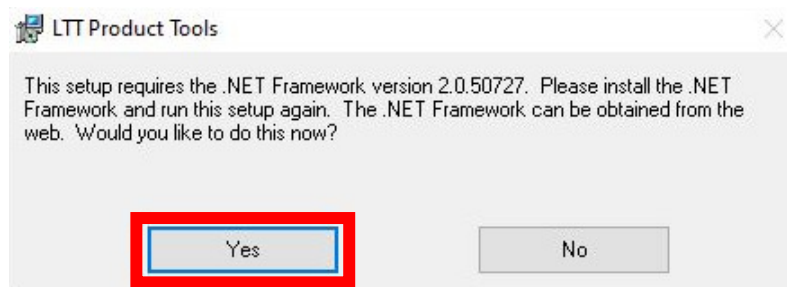 LTT Product Tools
This setup requires the .NET Framework version 2.0.50727.  Please install the .NET
Framework and run this setup again.  The .NET Framework can be obtained from the
web.  Would you like to do this now?
Yes
No